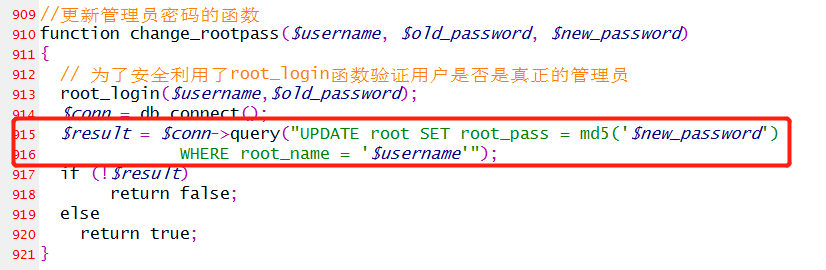 909 //更新管理员密码的函数
910 function change_rootpass($username, $old_password, $new_password)
911 {
912 // 为了安全利用了root_login函数验证用户是否是真正的管理员
913 root_login($username,$old_password);
914 $conn = db_connect();
915 $result = $conn->query("UPDATE root SET root_pass = md5('$new_password')
916 WHERE root_name = '$username'");
917 if (!$result)
918 return false;
919 else
920 return true;
921 }